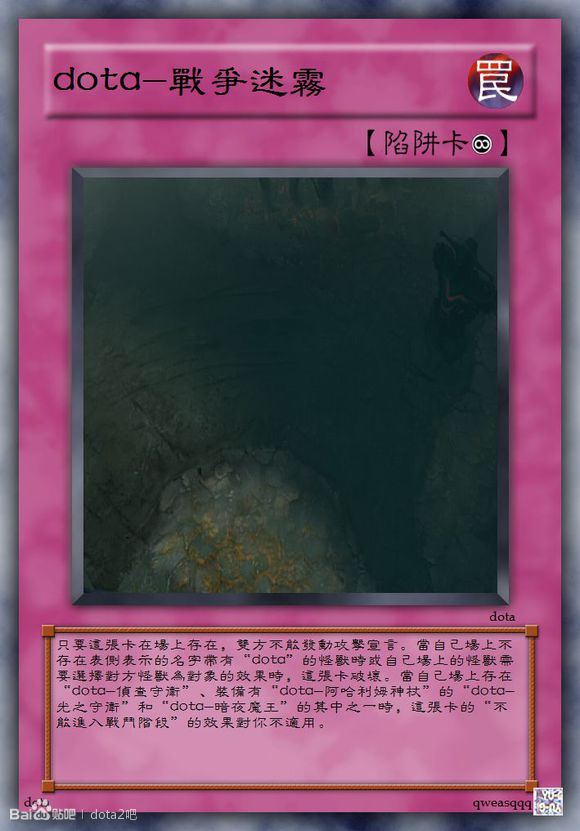 dota-戰爭迷霧
罠
【陷阱卡♾】
dota
只要這張卡在場上存在，雙方不能發動攻擊宣言。當自己場上不
存在表側表示的名字帶有“dota”的怪獸時或自己場上的怪獸需
要選擇對方怪獸為對象的效果時，這張卡破壞。當自己場上存在
“dota-偵查守衛”、裝備有“dota-阿哈利姆神杖”的“dota-
先之守衛”和“dota-暗夜魔王”的其中之一時，這張卡的“不
能進入戰鬥階段”的效果對你不適用。
qweasqqq
Bai 贴吧 | dota2吧